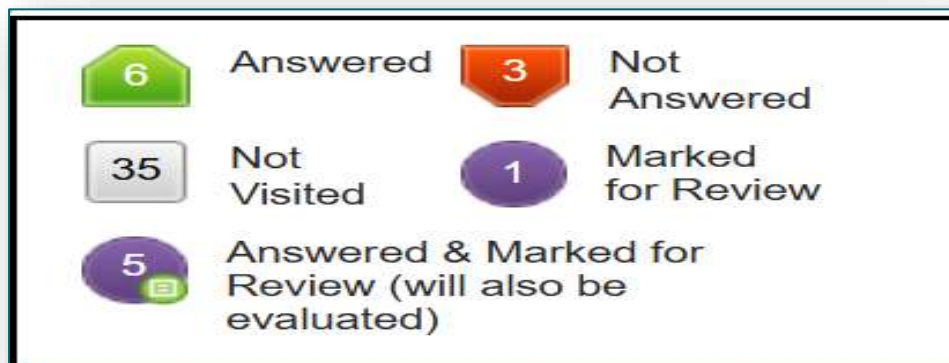 6 Answered
3 Not
Answered
35 Not
Visited
1 Marked
for Review
5 Answered & Marked for
Review (will also be
evaluated)